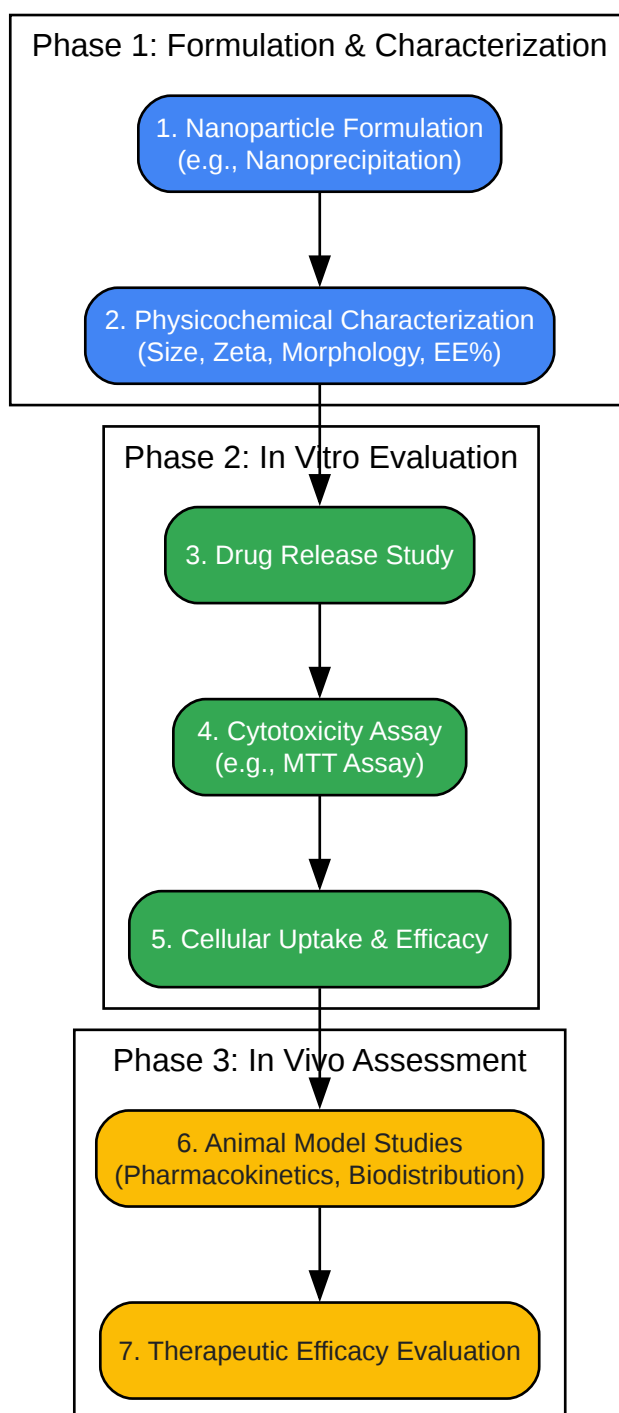 Phase 1: Formulation & Characterization
1. Nanoparticle Formulation
(e.g., Nanoprecipitation)
2. Physicochemical Characterization
(Size, Zeta, Morphology, EE%)
Phase 2: In Vitro Evaluation
3. Drug Release Study
4. Cytotoxicity Assay
(e.g., MTT Assay)
5. Cellular Uptake & Efficacy
Phase 3: In Vivo Assessment
6. Animal Model Studies
(Pharmacokinetics, Biodistribution)
7. Therapeutic Efficacy Evaluation